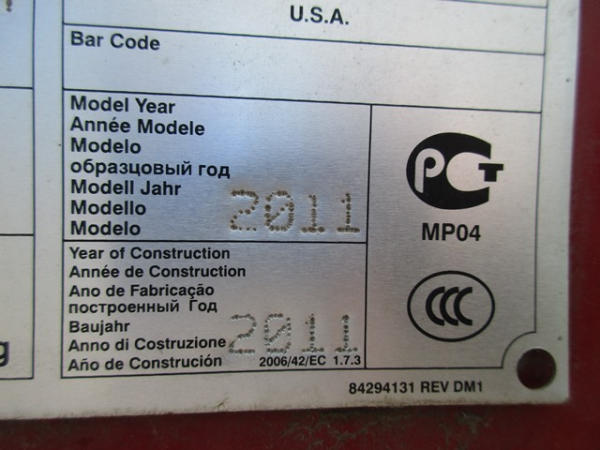 U.S.A.
Bar Code
Model Year
Année Modele
Modelo
образцовый год
Modell Jahr
Modello
Modelo
2011
РСТ
MP04
Year of Construction
Année de Construction
Ano de Fabricação
построенный Год
Baujahr
Anno di Costruzione
Año de Construción
2011
2006/42/EC 1.7.3
CCC
84294131 REV DM1